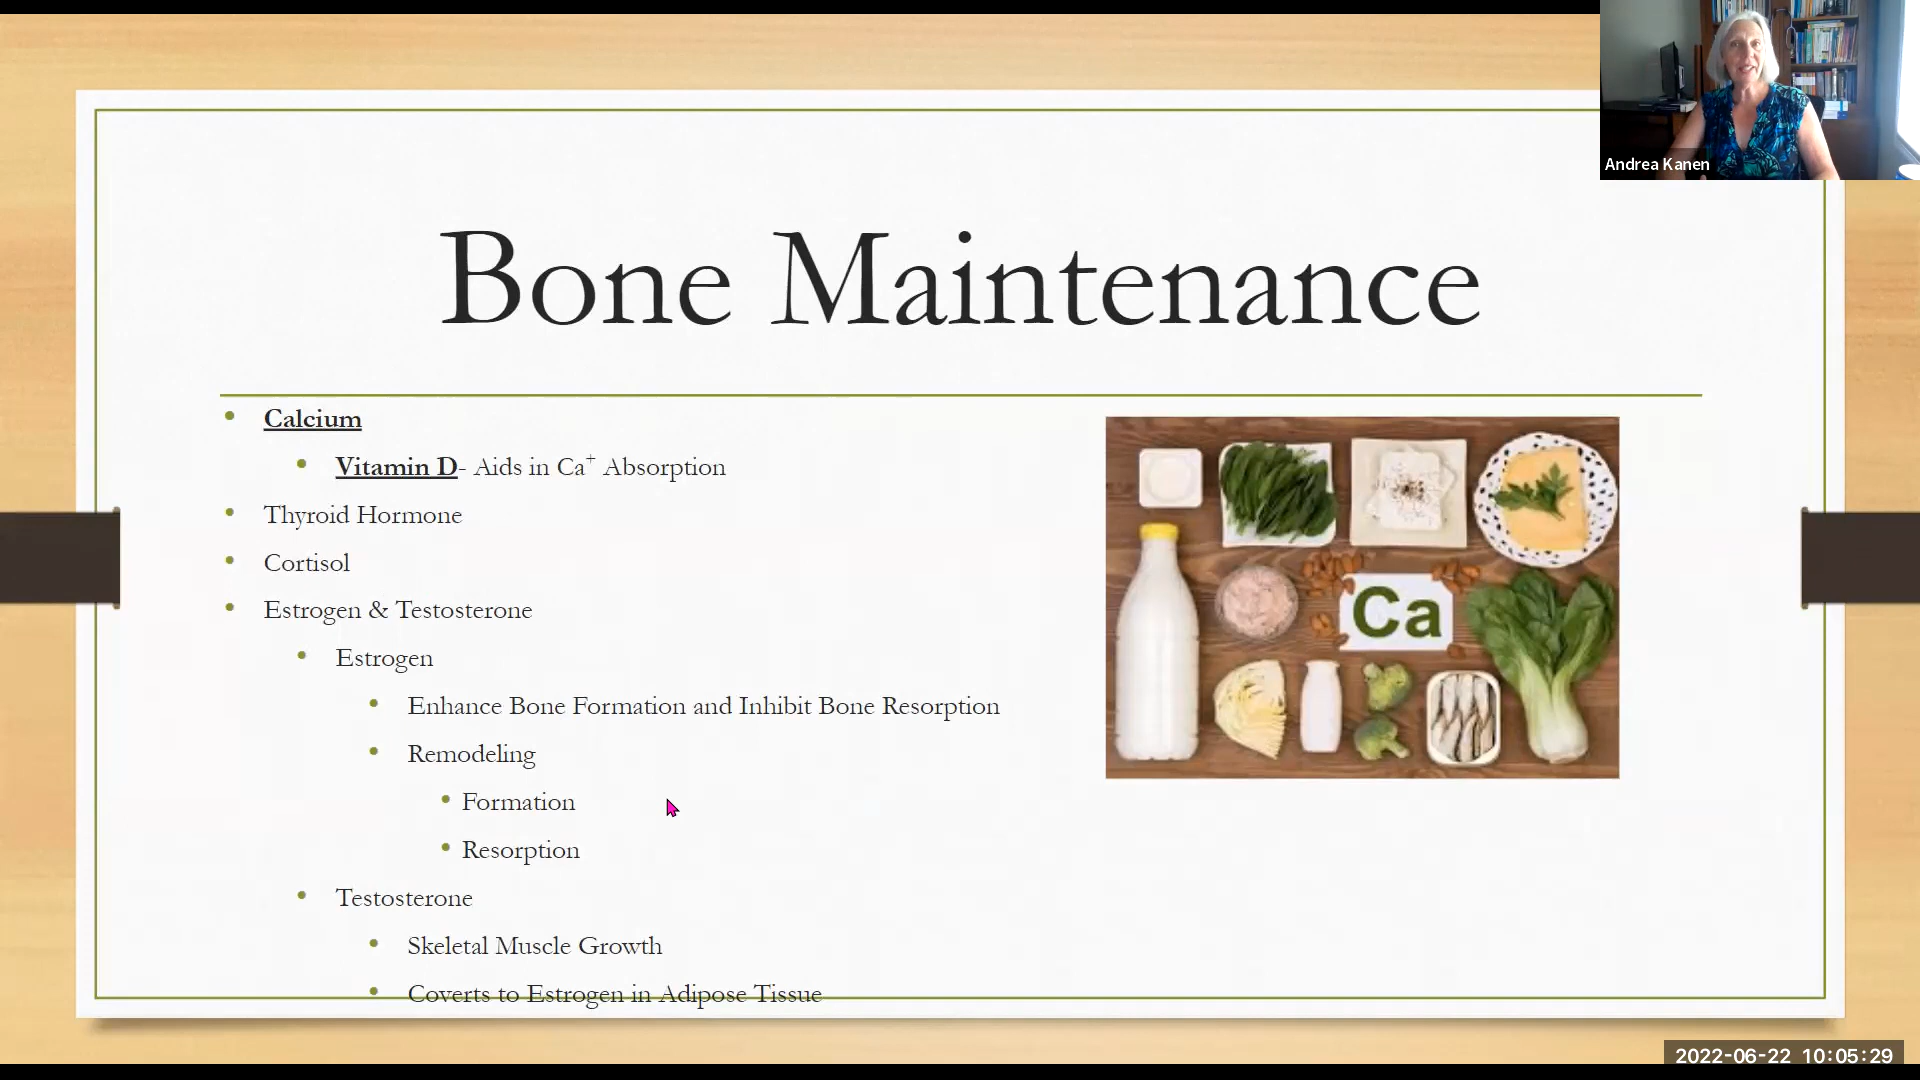 Andrea Kanen
Bone Maintenance
• Calcium
• Vitamin D- Aids in Ca⁺ Absorption
• Thyroid Hormone
• Cortisol
• Estrogen & Testosterone
• Estrogen
• Enhance Bone Formation and Inhibit Bone Resorption
• Remodeling
• Formation
• Resorption
• Testosterone
• Skeletal Muscle Growth
• Coverts to Estrogen in Adipose Tissue
Ca
2022-06-22 10:05:29